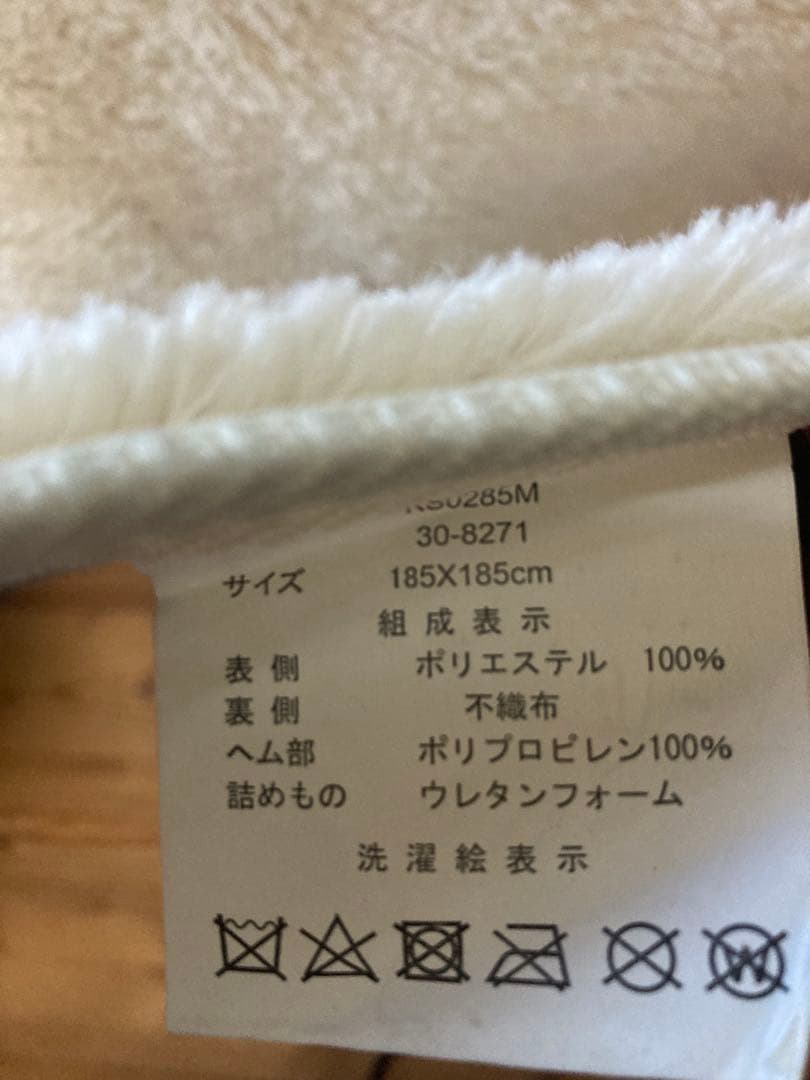 30-8271
サイズ 185X185cm
組成表示
表側 ポリエステル 100%
裏側 不織布
ヘム部 ポリプロピレン100%
詰めもの ウレタンフォーム
洗濯絵表示
W